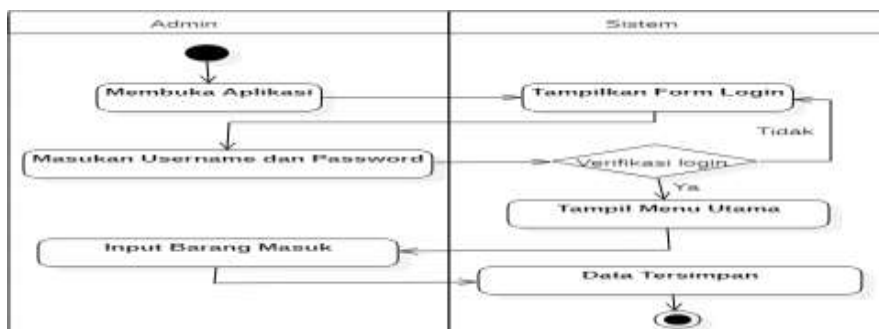 Admin
Sistem
Membuka Aplikasi
Tampilkan Form Login
Tidak
Masukan Username dan Password
Verifikasi login
Ya
Tampil Menu Utama
Input Barang Masuk
Data Tersimpan